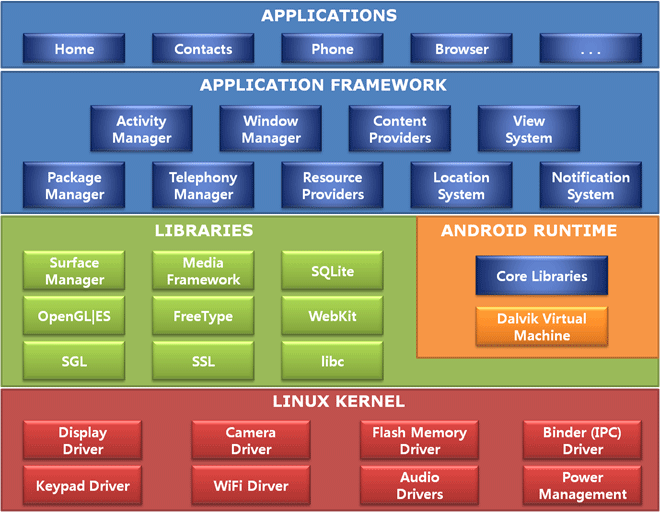 APPLICATIONS
Home
Contacts
Phone
Browser
. . .
APPLICATION FRAMEWORK
Activity
Manager
Window
Manager
Content
Providers
View
System
Package
Manager
Telephony
Manager
Resource
Providers
Location
System
Notification
System
LIBRARIES
Surface
Manager
Media
Framework
SQLite
OpenGL|ES
FreeType
WebKit
SGL
SSL
libc
ANDROID RUNTIME
Core Libraries
Dalvik Virtual
Machine
LINUX KERNEL
Display
Driver
Camera
Driver
Flash Memory
Driver
Binder (IPC)
Driver
Keypad Driver
WiFi Dirver
Audio
Drivers
Power
Management